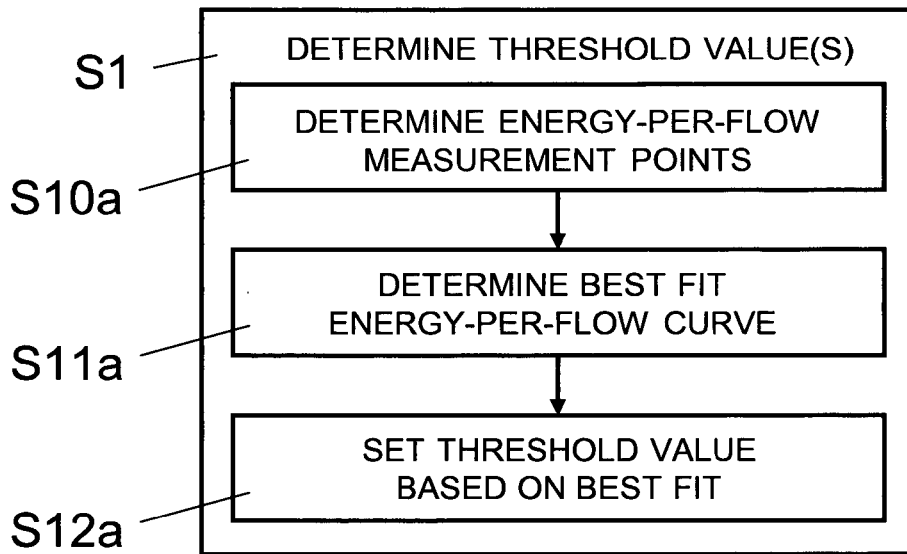 S1
DETERMINE THRESHOLD VALUE(S)
DETERMINE ENERGY-PER-FLOW
MEASUREMENT POINTS
S10a
DETERMINE BEST FIT
ENERGY-PER-FLOW CURVE
S11a
SET THRESHOLD VALUE
BASED ON BEST FIT
S12a